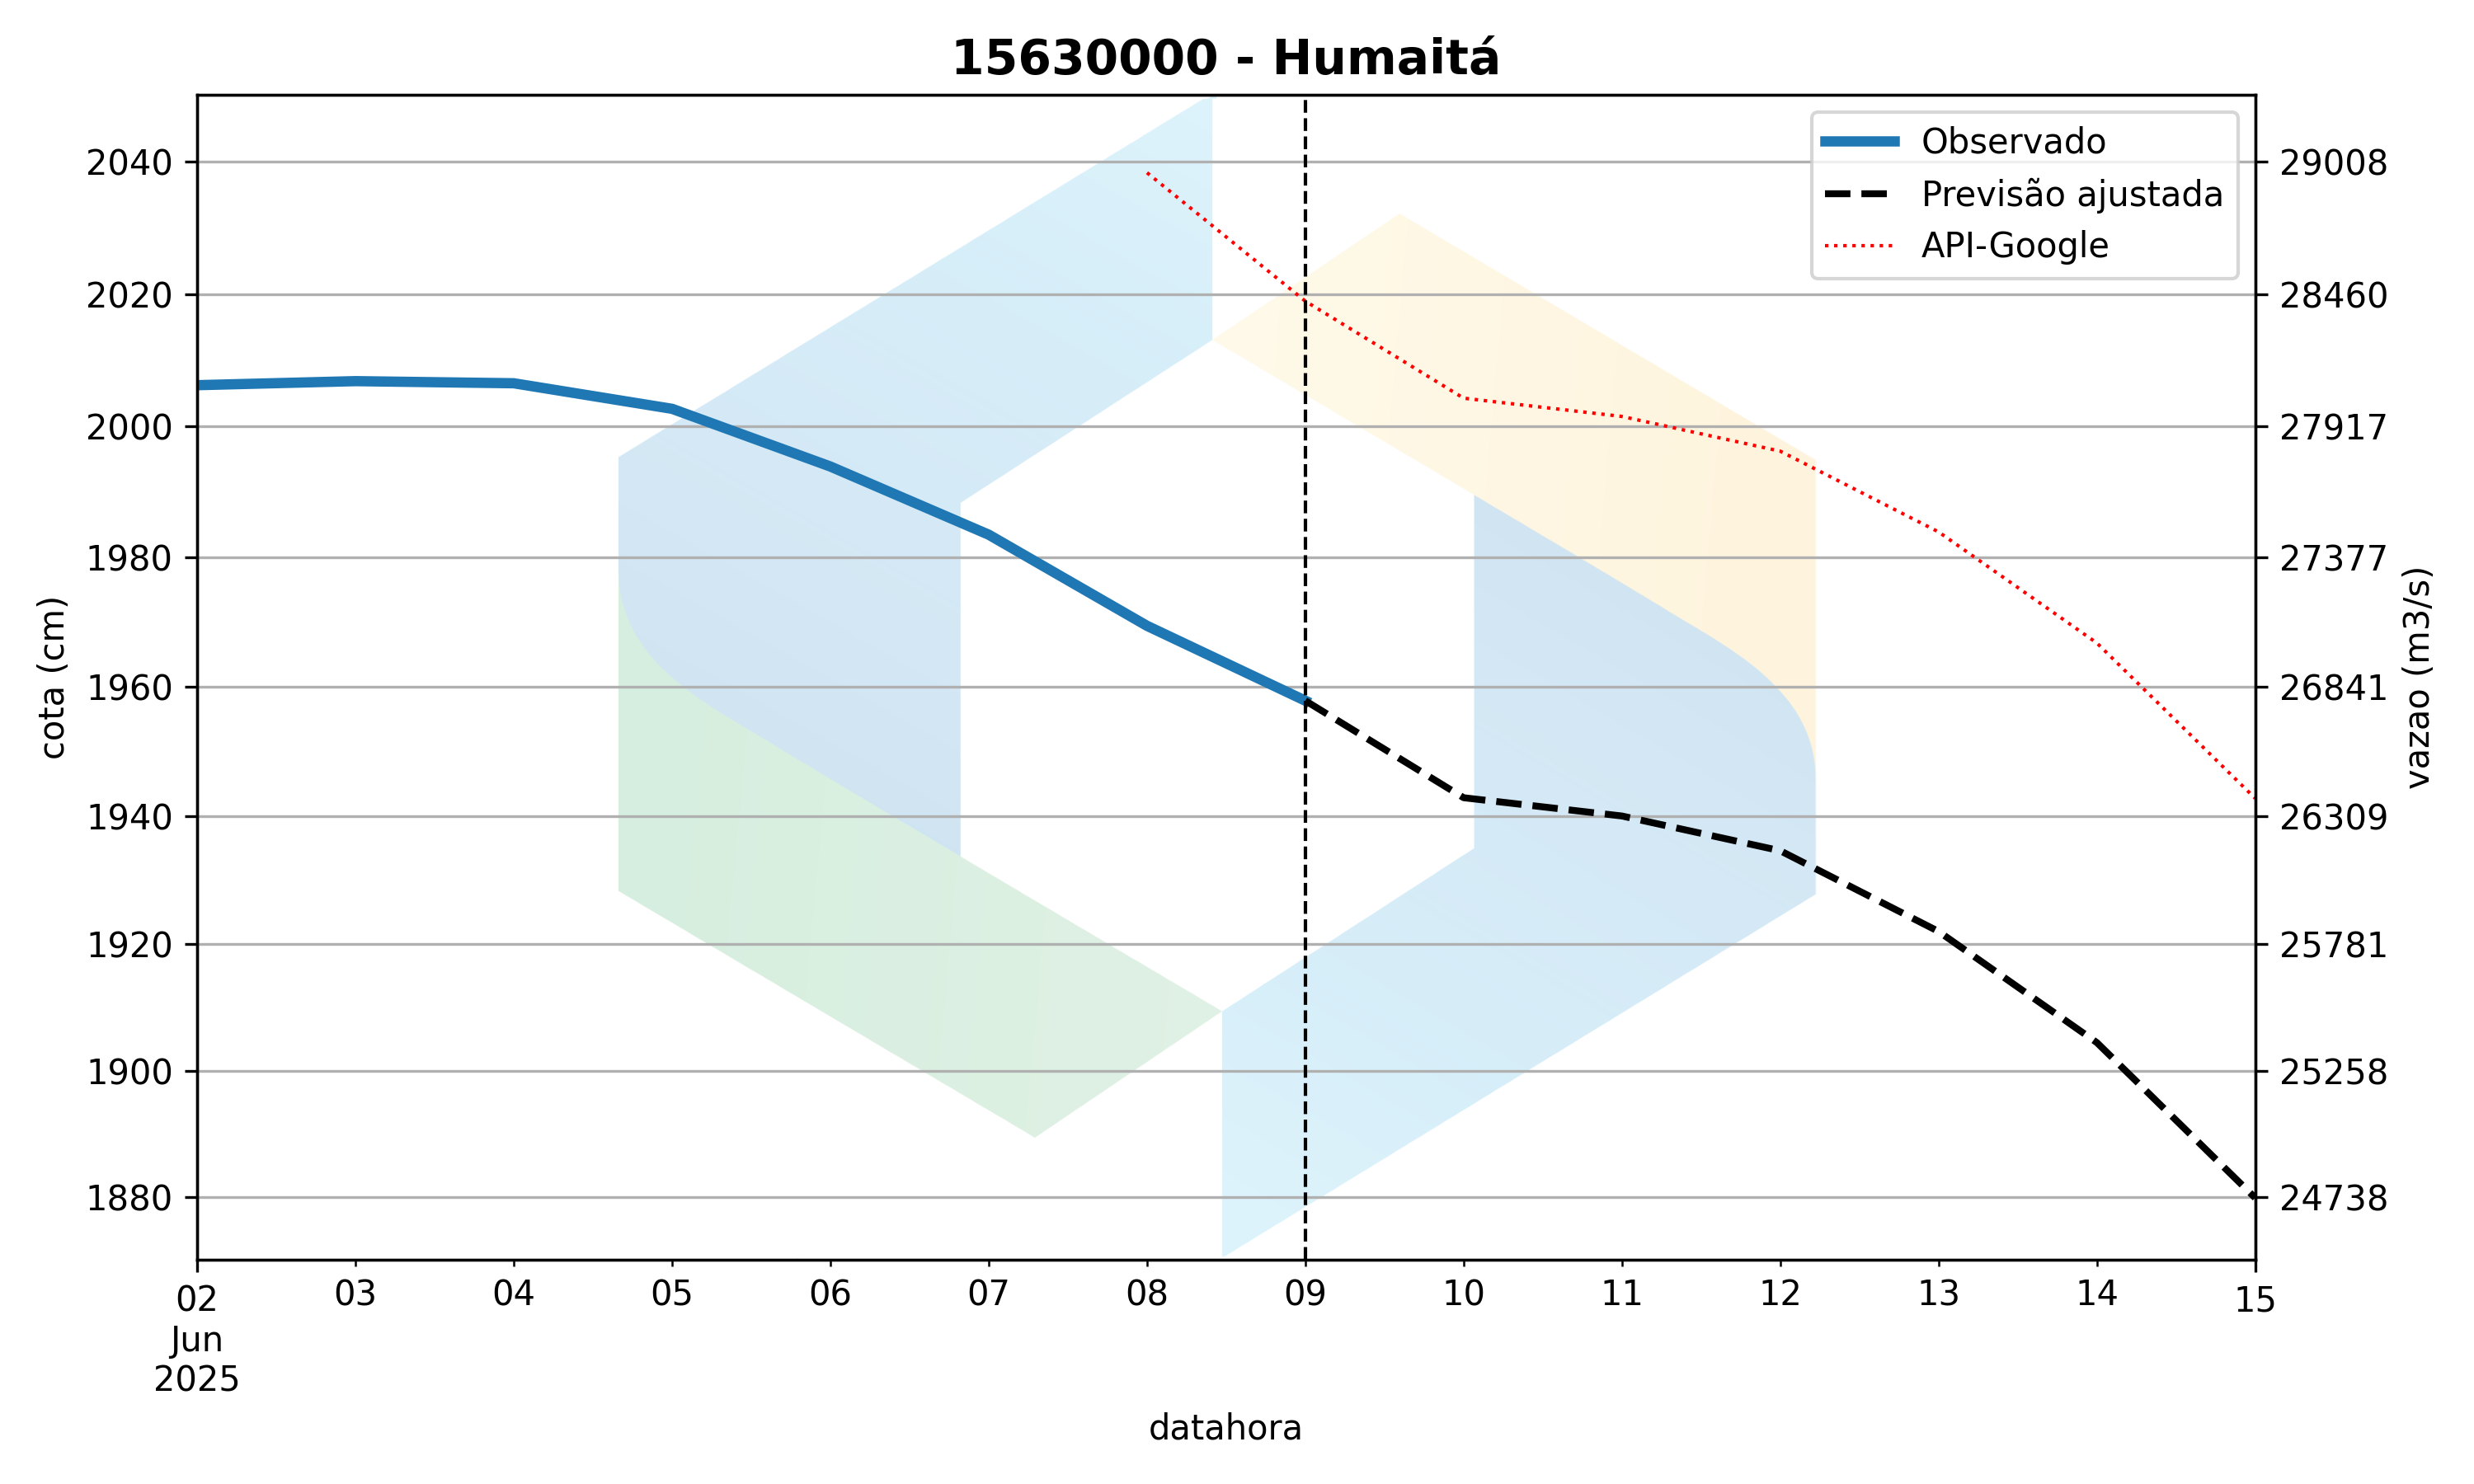 15630000 - Humaitá
Observado
Previsão ajustada
API-Google
2040
2020
2000
1980
1960
1940
1920
1900
1880
cota (cm)
29008
28460
27917
27377
26841
26309
25781
25258
24738
vazao (m3/s)
02 03 04 05 06 07 08 09 10 11 12 13 14 15
Jun
2025
datahora